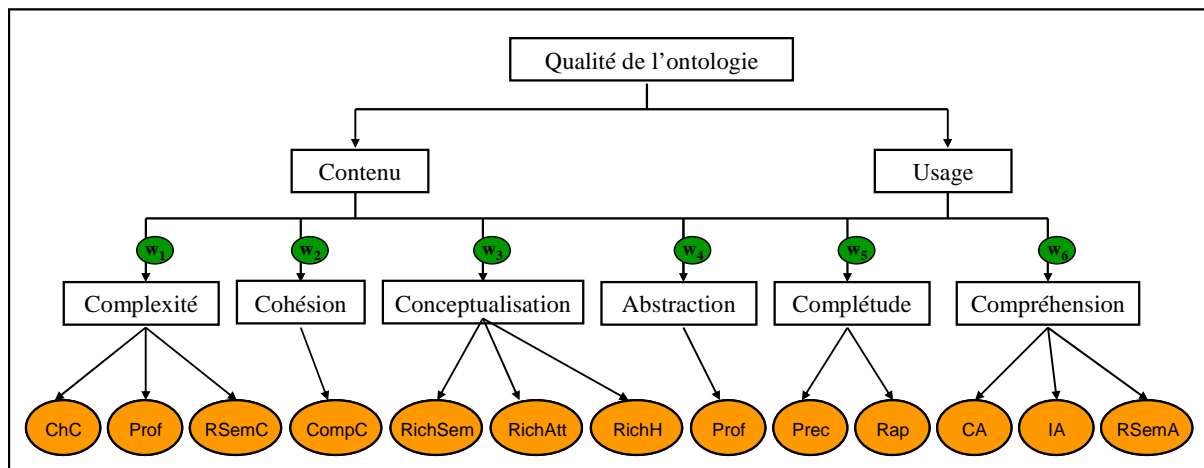 Qualité de l'ontologie
Contenu
Usage
w1 w2 w3 w4 w5 w6
Complexité Cohésion Conceptualisation Abstraction Complétude Compréhension
ChC Prof RSemC CompC RichSem RichAtt RichH Prof Prec Rap CA IA RSemA